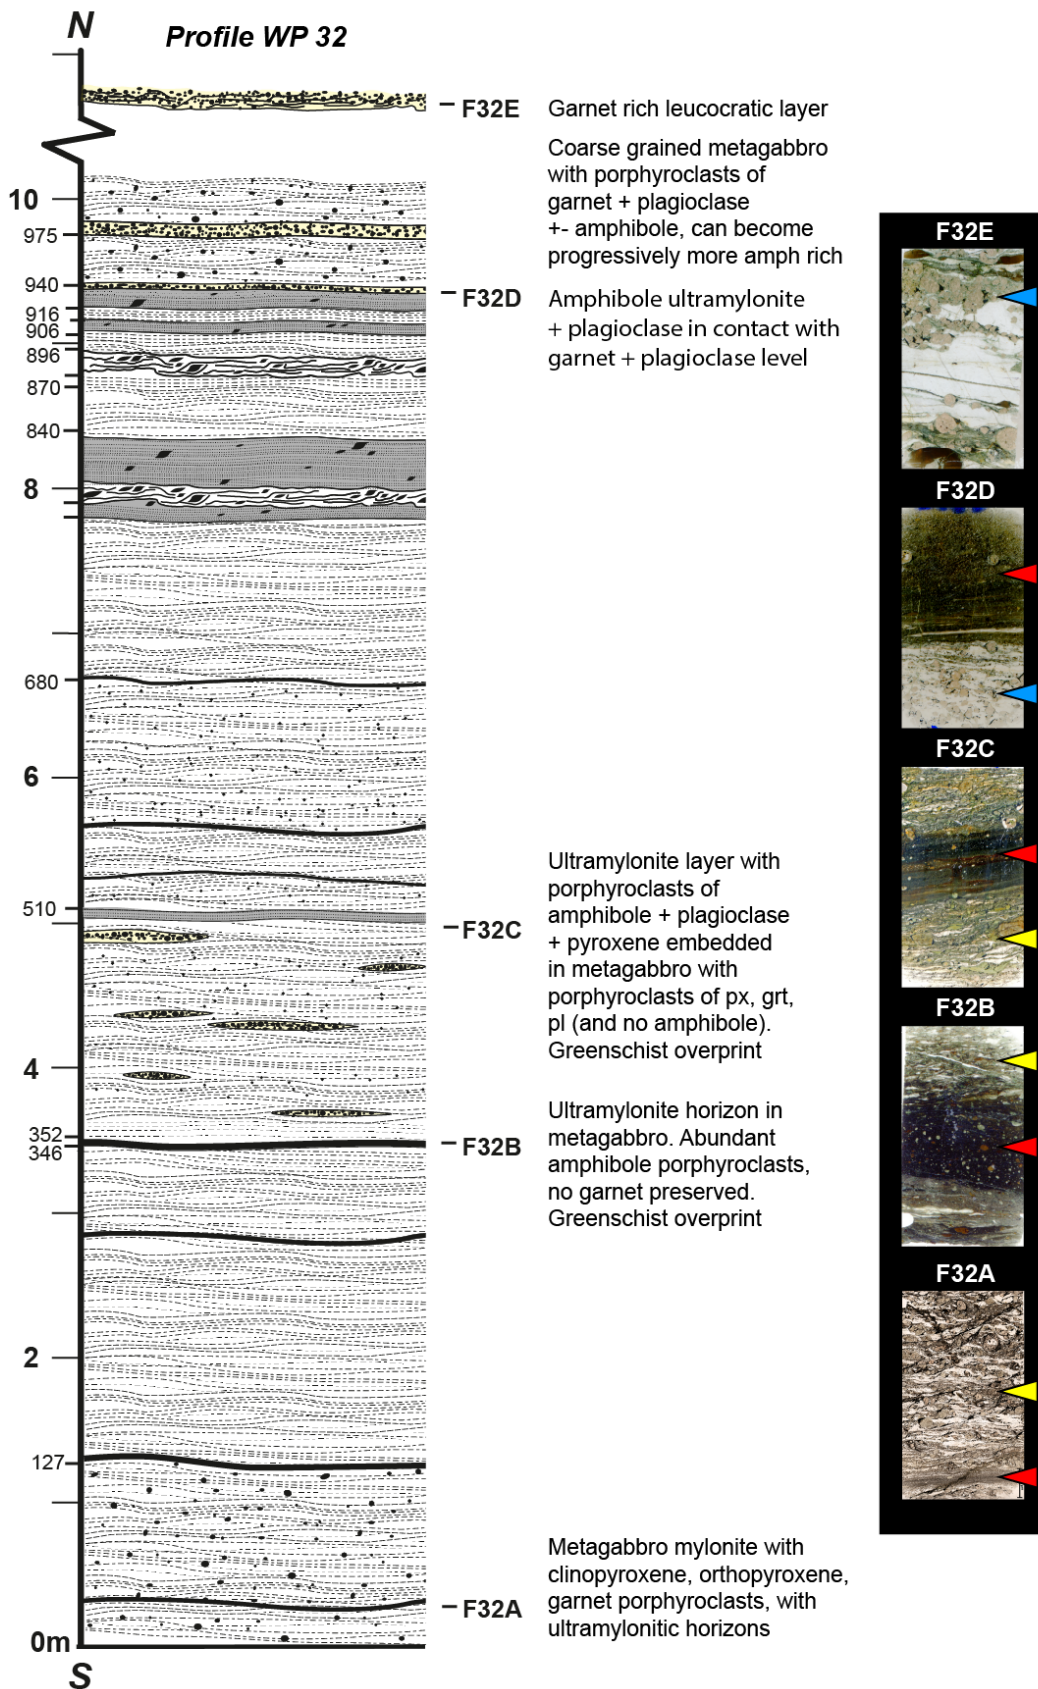 N
Profile WP 32
F32E
Garnet rich leucocratic layer
Coarse grained metagabbro
with porphyroclasts of
garnet + plagioclase
+- amphibole, can become
progressively more amph rich
10
975
940
916
906
896
870
840
8
F32D
Amphibole ultramylonite
+ plagioclase in contact with
garnet + plagioclase level
680
6
510
F32C
Ultramylonite layer with
porphyroclasts of
amphibole + plagioclase
+ pyroxene embedded
in metagabbro with
porphyroclasts of px, grt,
pl (and no amphibole).
Greenschist overprint
4
352
346
F32B
Ultramylonite horizon in
metagabbro. Abundant
amphibole porphyroclasts,
no garnet preserved.
Greenschist overprint
2
127
F32A
Metagabbro mylonite with
clinopyroxene, orthopyroxene,
garnet porphyroclasts, with
ultramylonitic horizons
0m
S
F32E
F32D
F32C
F32B
F32A